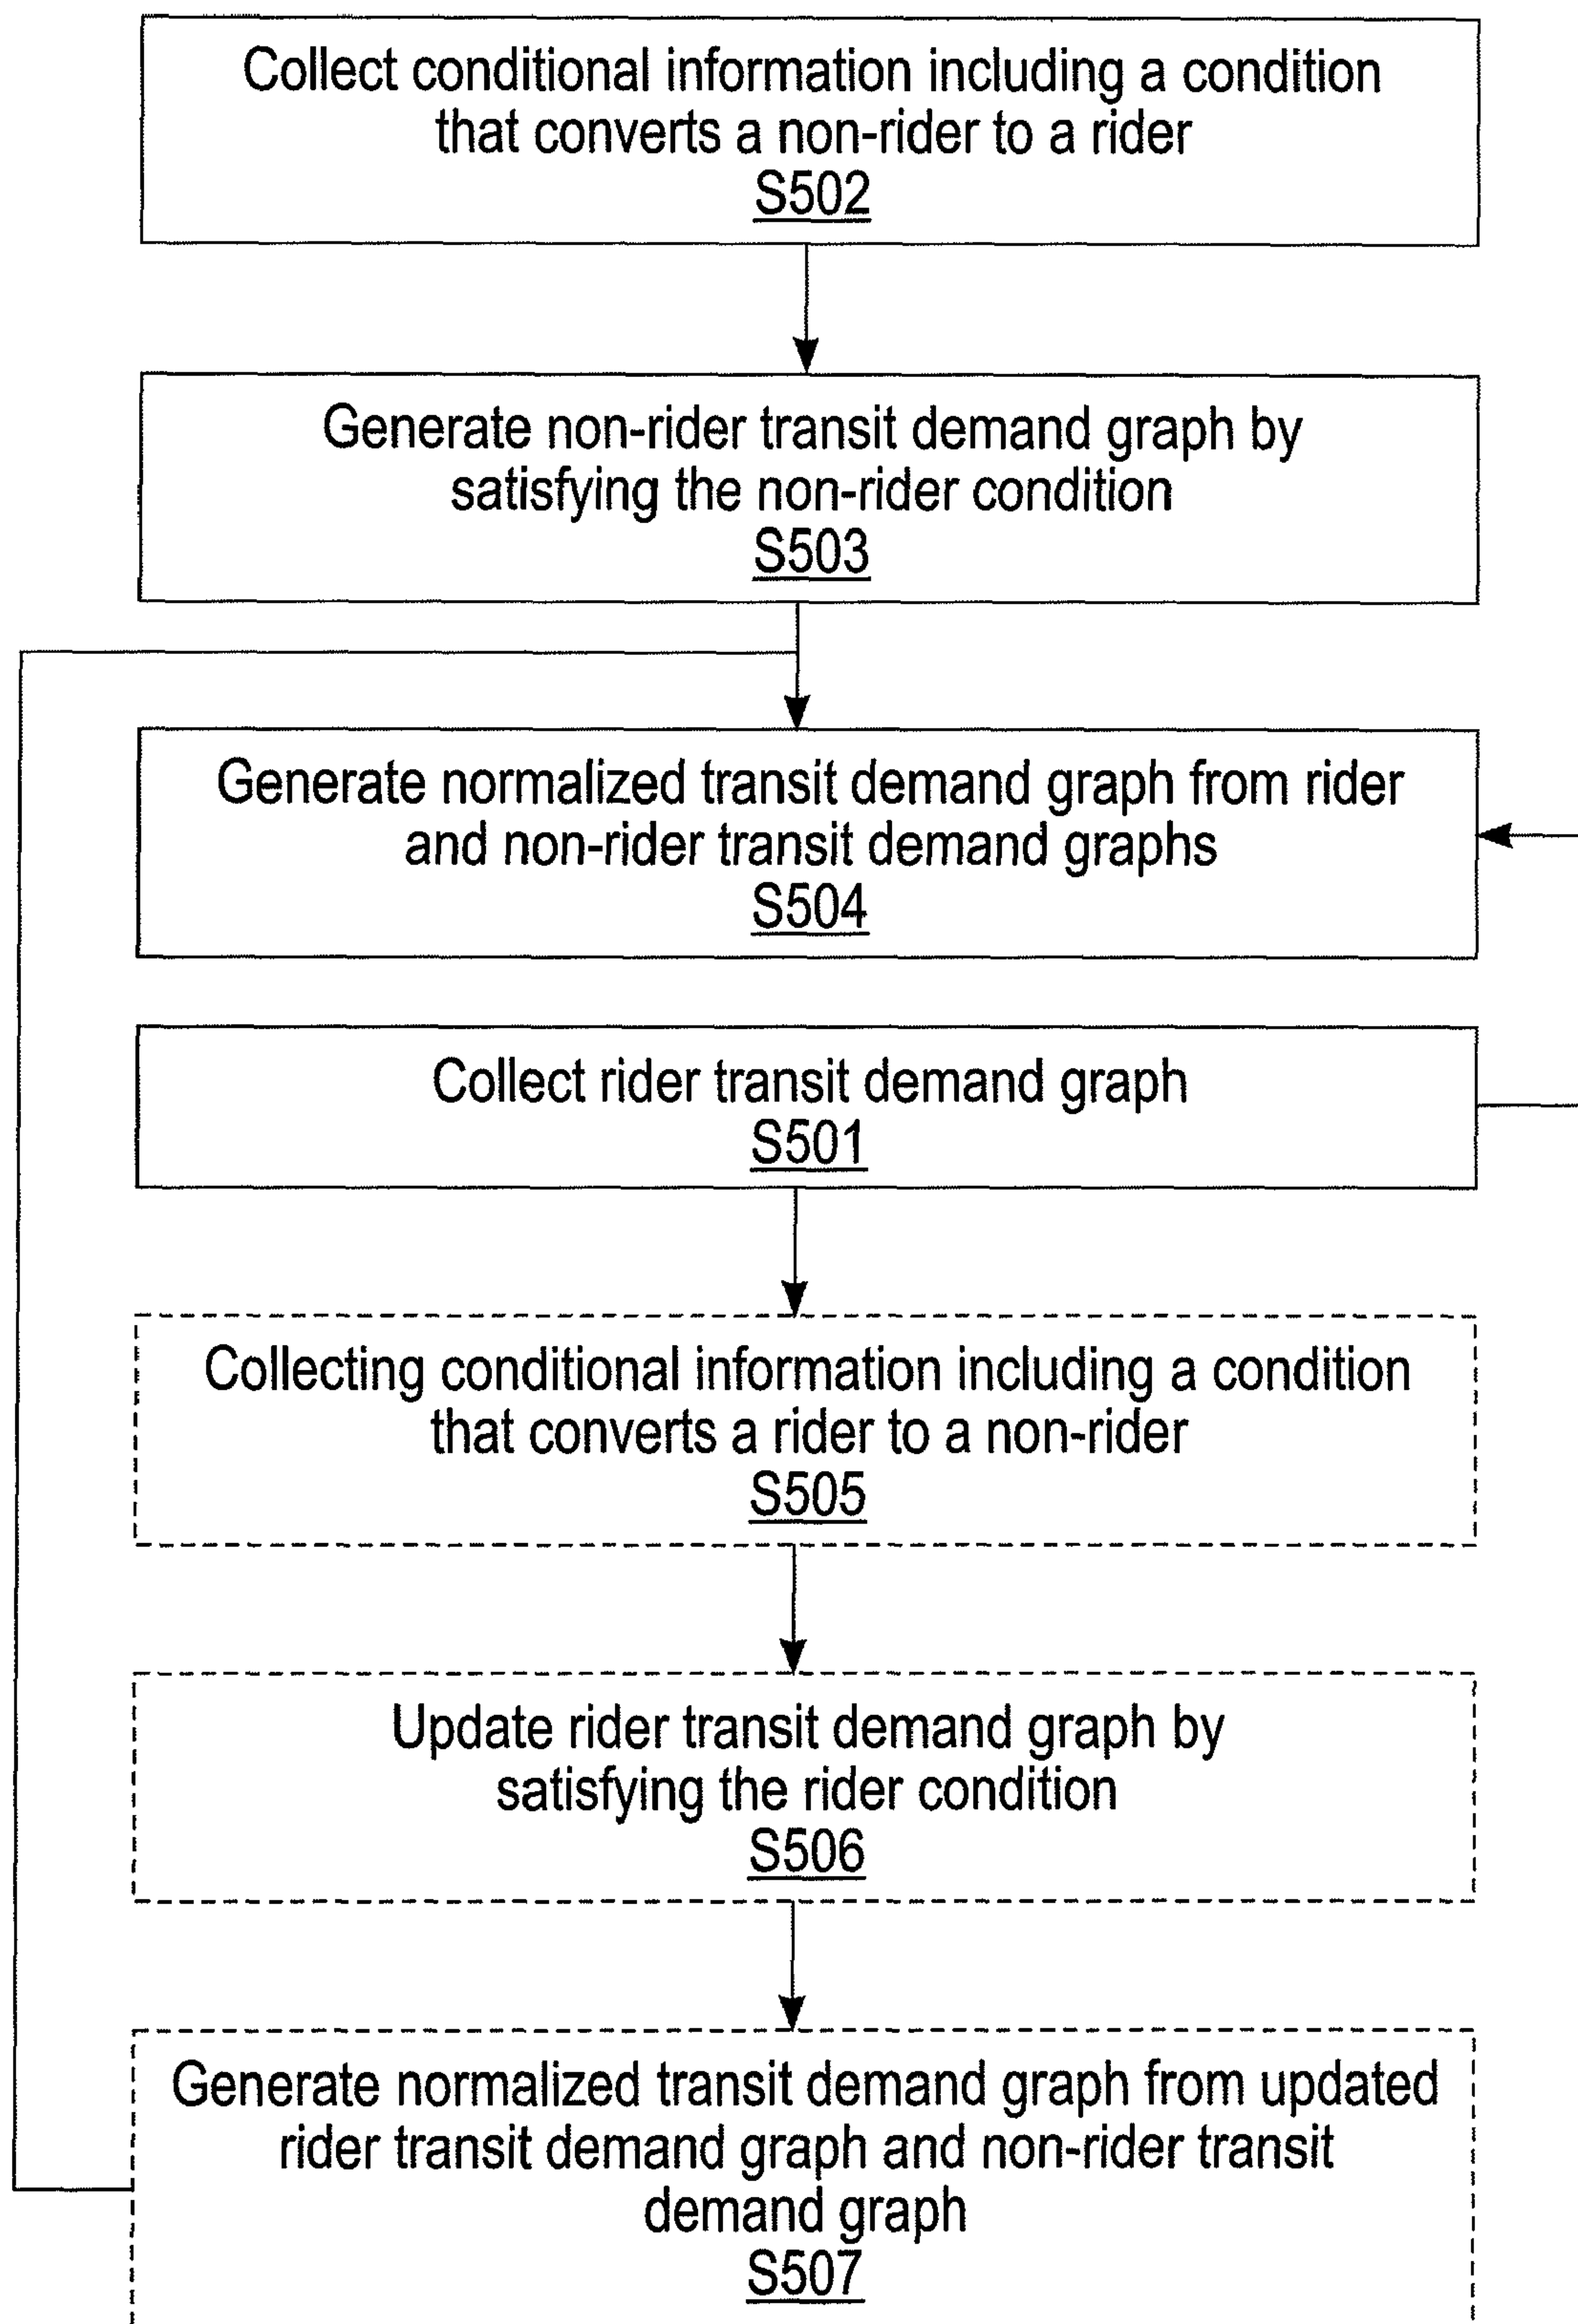 Collect conditional information including a condition
that converts a non-rider to a rider
S502
Generate non-rider transit demand graph by
satisfying the non-rider condition
S503
Generate normalized transit demand graph from rider
and non-rider transit demand graphs
S504
Collect rider transit demand graph
S501
Collecting conditional information including a condition
that converts a rider to a non-rider
S505
Update rider transit demand graph by
satisfying the rider condition
S506
Generate normalized transit demand graph from updated
rider transit demand graph and non-rider transit
demand graph
S507